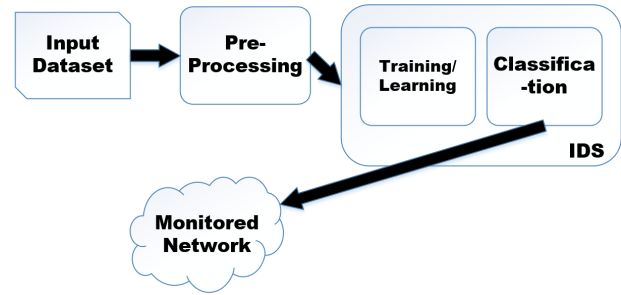 Input
Dataset
Pre-
Processing
Training/
Learning
Classifica
-tion
IDS
Monitored
Network